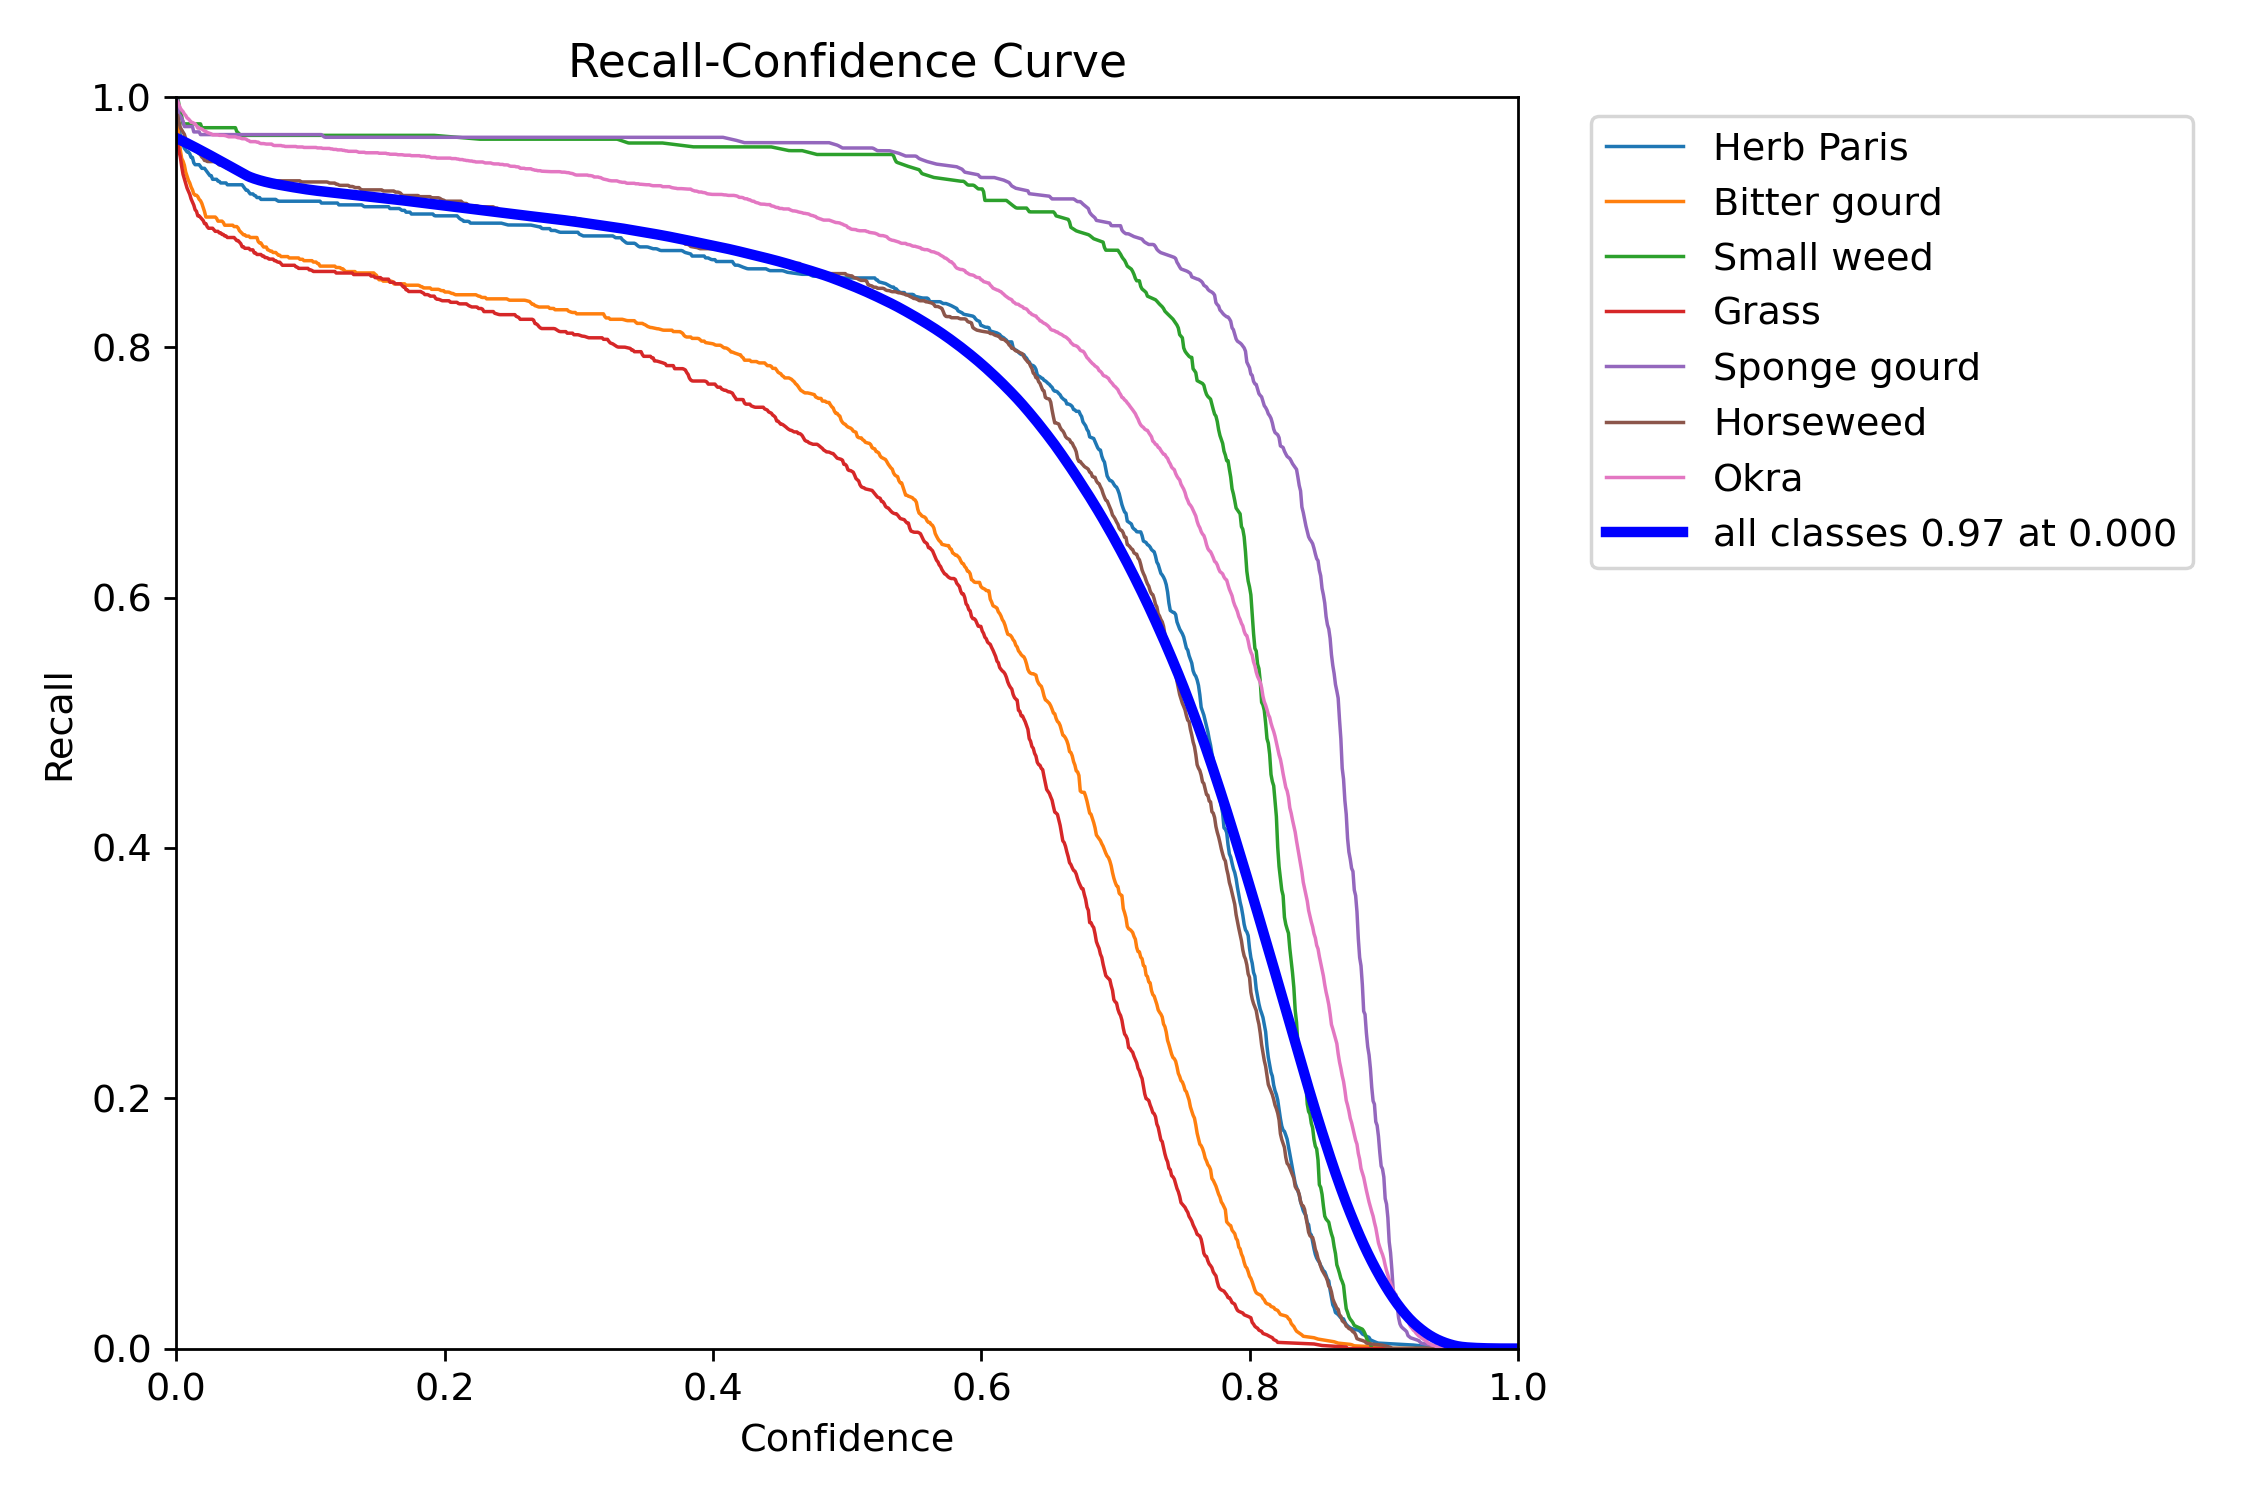 Recall-Confidence Curve
1.0
0.8
0.6
0.4
0.2
0.0
Recall
0.0 0.2 0.4 0.6 0.8 1.0
Confidence
Herb Paris
Bitter gourd
Small weed
Grass
Sponge gourd
Horseweed
Okra
all classes 0.97 at 0.000